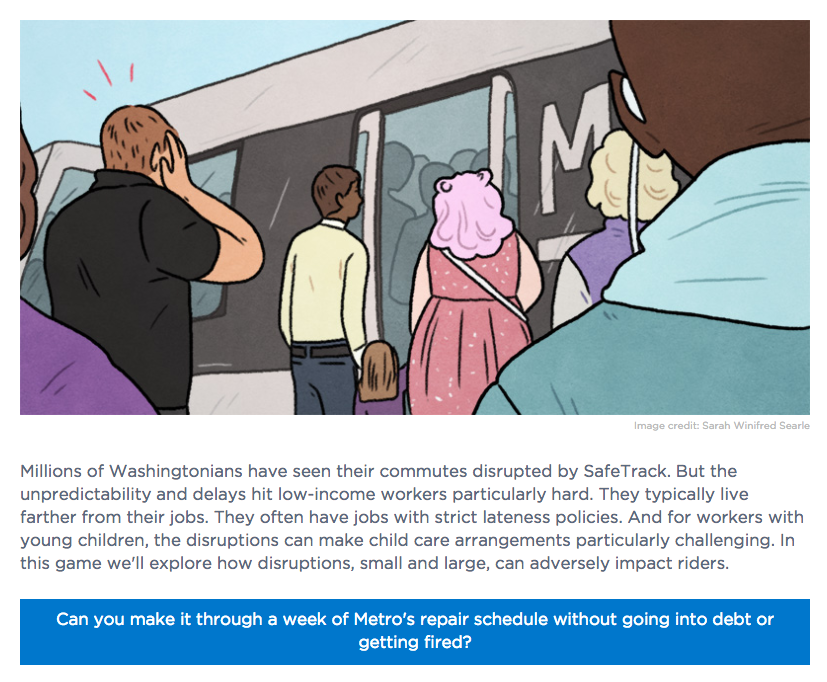 M
Image credit: Sarah Winifred Searle
Millions of Washingtonians have seen their commutes disrupted by SafeTrack. But the
unpredictability and delays hit low-income workers particularly hard. They typically live
farther from their jobs. They often have jobs with strict lateness policies. And for workers with
young children, the disruptions can make child care arrangements particularly challenging. In
this game we'll explore how disruptions, small and large, can adversely impact riders.
Can you make it through a week of Metro's repair schedule without going into debt or
getting fired?